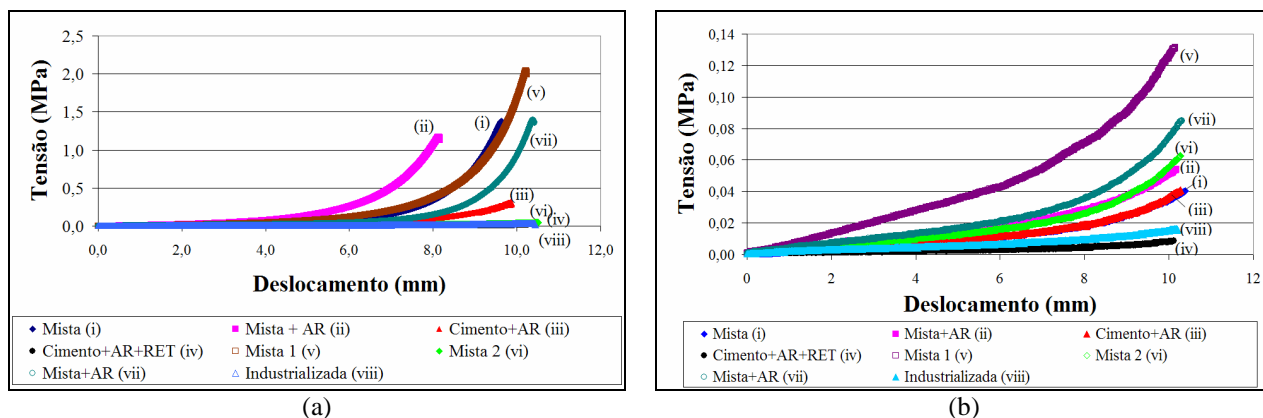 2,5
2,0
1,5
1,0
0,5
0,0
Tensão (MPa)
(ii)
(i)
(v)
(vii)
(iii)
(vi)
(iv)
(viii)
0,0 2,0 4,0 6,0 8,0 10,0 12,0
Deslocamento (mm)
Mista (i) Mista + AR (ii) Cimento+AR (iii)
Cimento+AR+RET (iv) Mista 1 (v) Mista 2 (vi)
Mista+AR (vii) Industrializada (viii)
(a)
0,14
0,12
0,10
0,08
0,06
0,04
0,02
0,00
Tensão (MPa)
(v)
(vii)
(vi)
(ii)
(i)
(iii)
(viii)
(iv)
0 2 4 6 8 10 12
Deslocamento (mm)
Mista (i) Mista+AR (ii) Cimento+AR (iii)
Cimento+AR+RET (iv) Mista 1 (v) Mista 2 (vi)
Mista+AR (vii) Industrializada (viii)
(b)